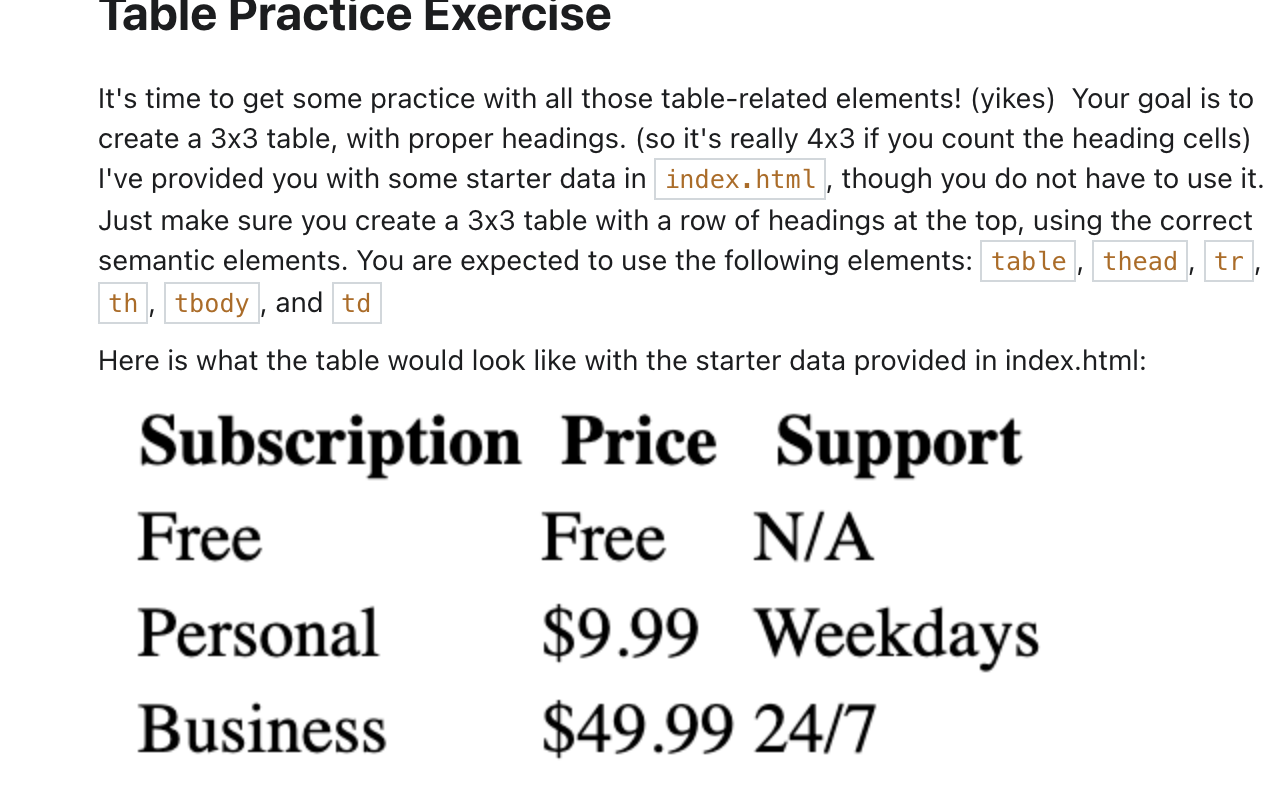 Table Practice Exercise
It's time to get some practice with all those table-related elements! (yikes)  Your goal is to
create a 3x3 table, with proper headings. (so it's really 4x3 if you count the heading cells)
I've provided you with some starter data in index.html, though you do not have to use it.
Just make sure you create a 3x3 table with a row of headings at the top, using the correct
semantic elements. You are expected to use the following elements: table, thead, tr,
th, tbody, and td
Here is what the table would look like with the starter data provided in index.html:
Subscription Price Support
Free Free N/A
Personal $9.99 Weekdays
Business $49.99 24/7